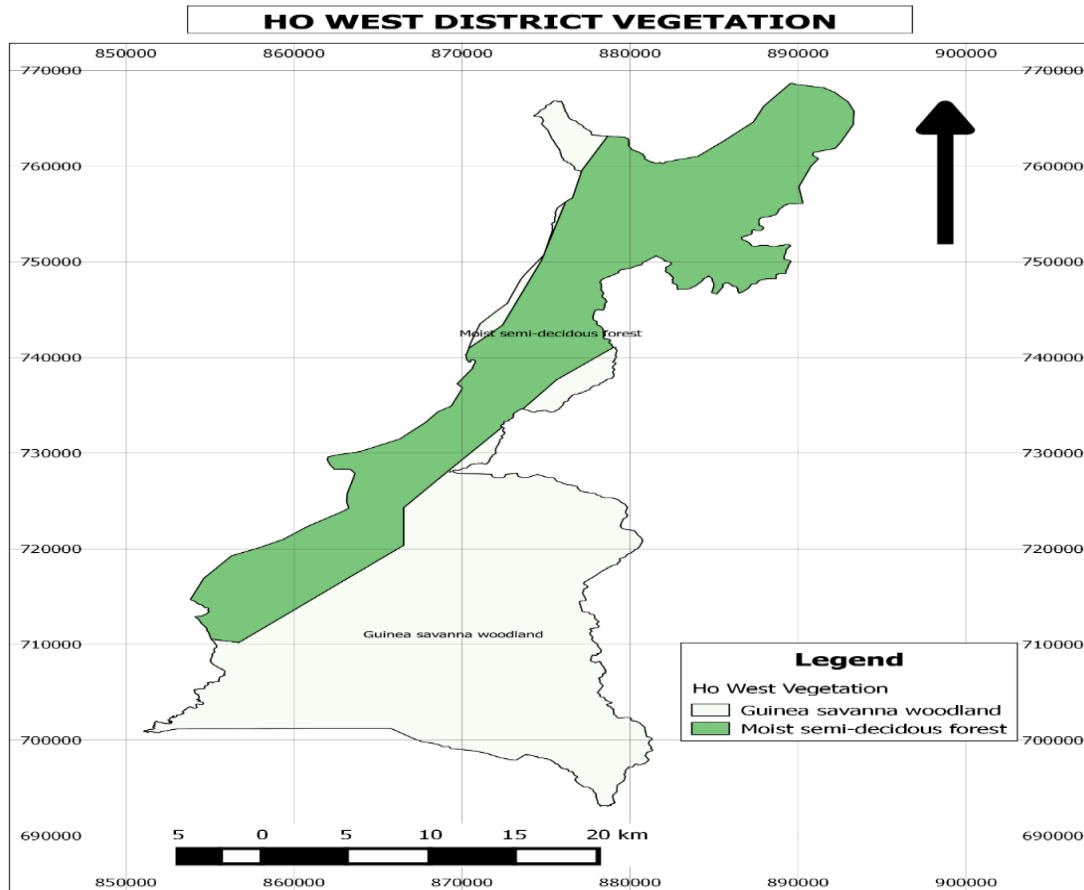 HO WEST DISTRICT VEGETATION
850000 860000 870000 880000 890000 900000
770000 770000
760000 760000
750000 750000
Moist semi-decidous forest
740000 740000
730000 730000
720000 720000
Guinea savanna woodland
710000 710000
Legend
Ho West Vegetation
Guinea savanna woodland
Moist semi-decidous forest
700000 700000
690000 690000
5 0 5 10 15 20 km
850000 860000 870000 880000 890000 900000